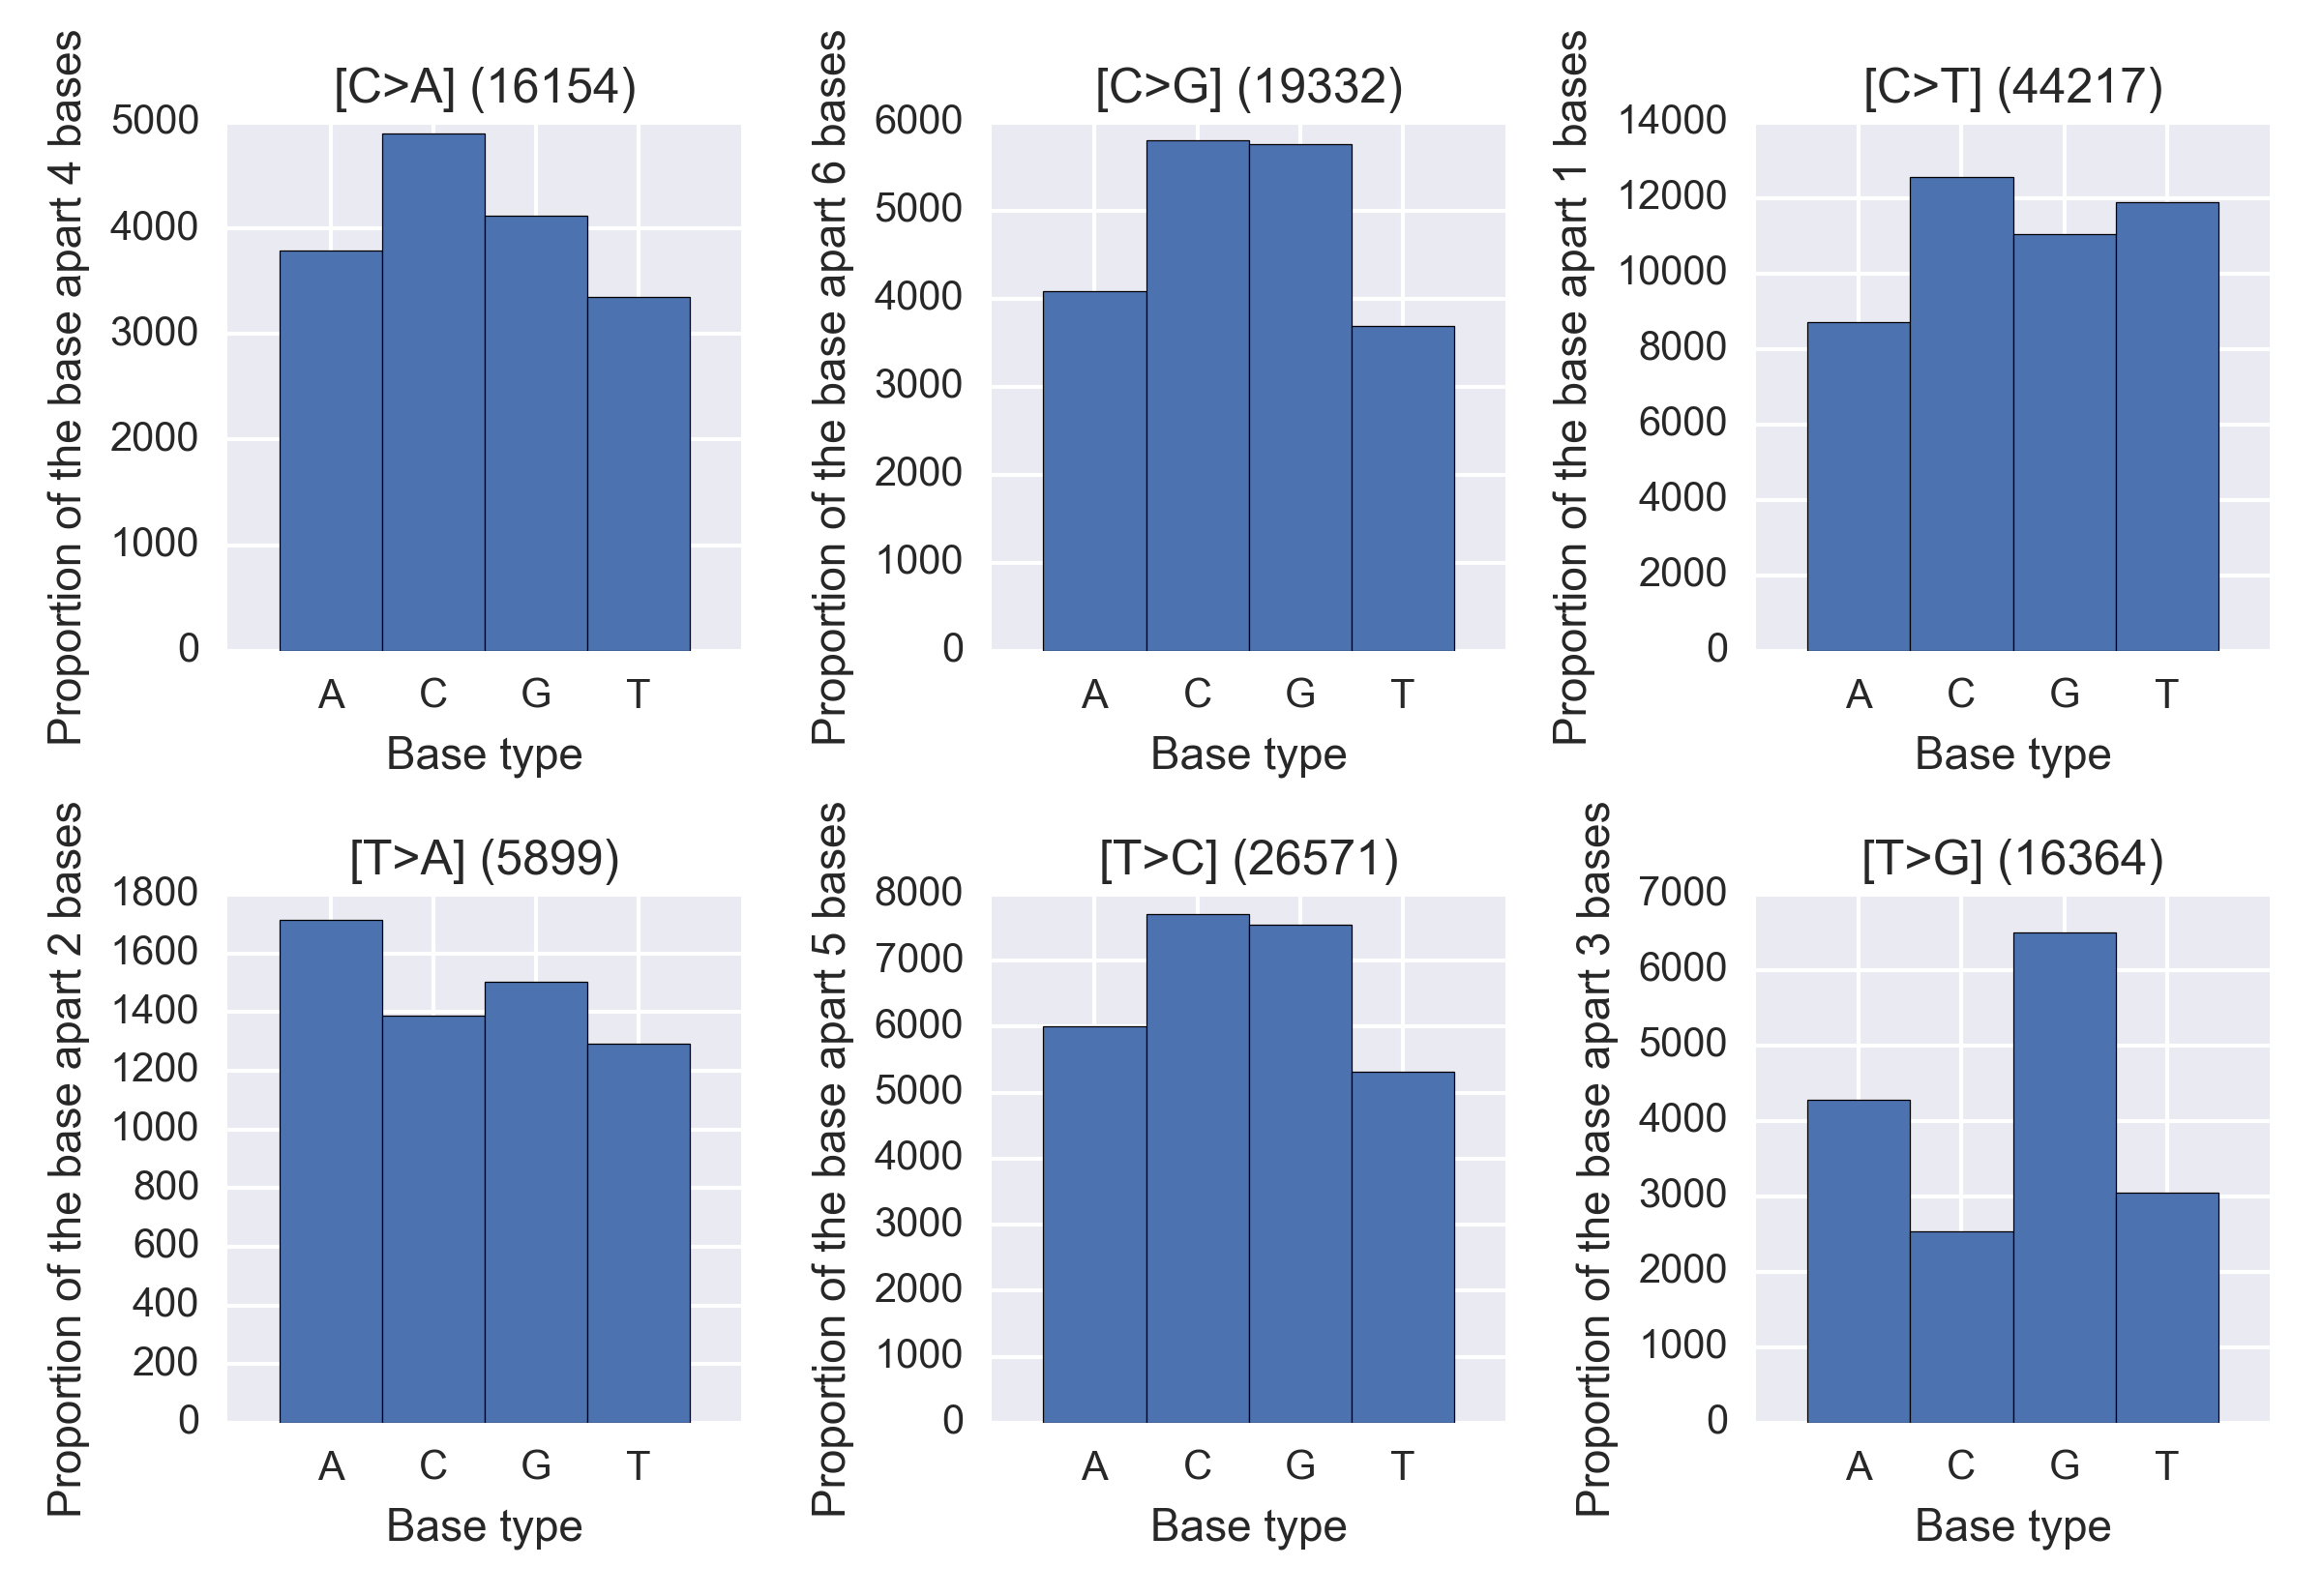 [C>A] (16154)
Proportion of the base apart 4 bases
5000
4000
3000
2000
1000
0
A C G T
Base type
[C>G] (19332)
Proportion of the base apart 6 bases
6000
5000
4000
3000
2000
1000
0
A C G T
Base type
[C>T] (44217)
Proportion of the base apart 1 bases
14000
12000
10000
8000
6000
4000
2000
0
A C G T
Base type
[T>A] (5899)
Proportion of the base apart 2 bases
1800
1600
1400
1200
1000
800
600
400
200
0
A C G T
Base type
[T>C] (26571)
Proportion of the base apart 5 bases
8000
7000
6000
5000
4000
3000
2000
1000
0
A C G T
Base type
[T>G] (16364)
Proportion of the base apart 3 bases
7000
6000
5000
4000
3000
2000
1000
0
A C G T
Base type